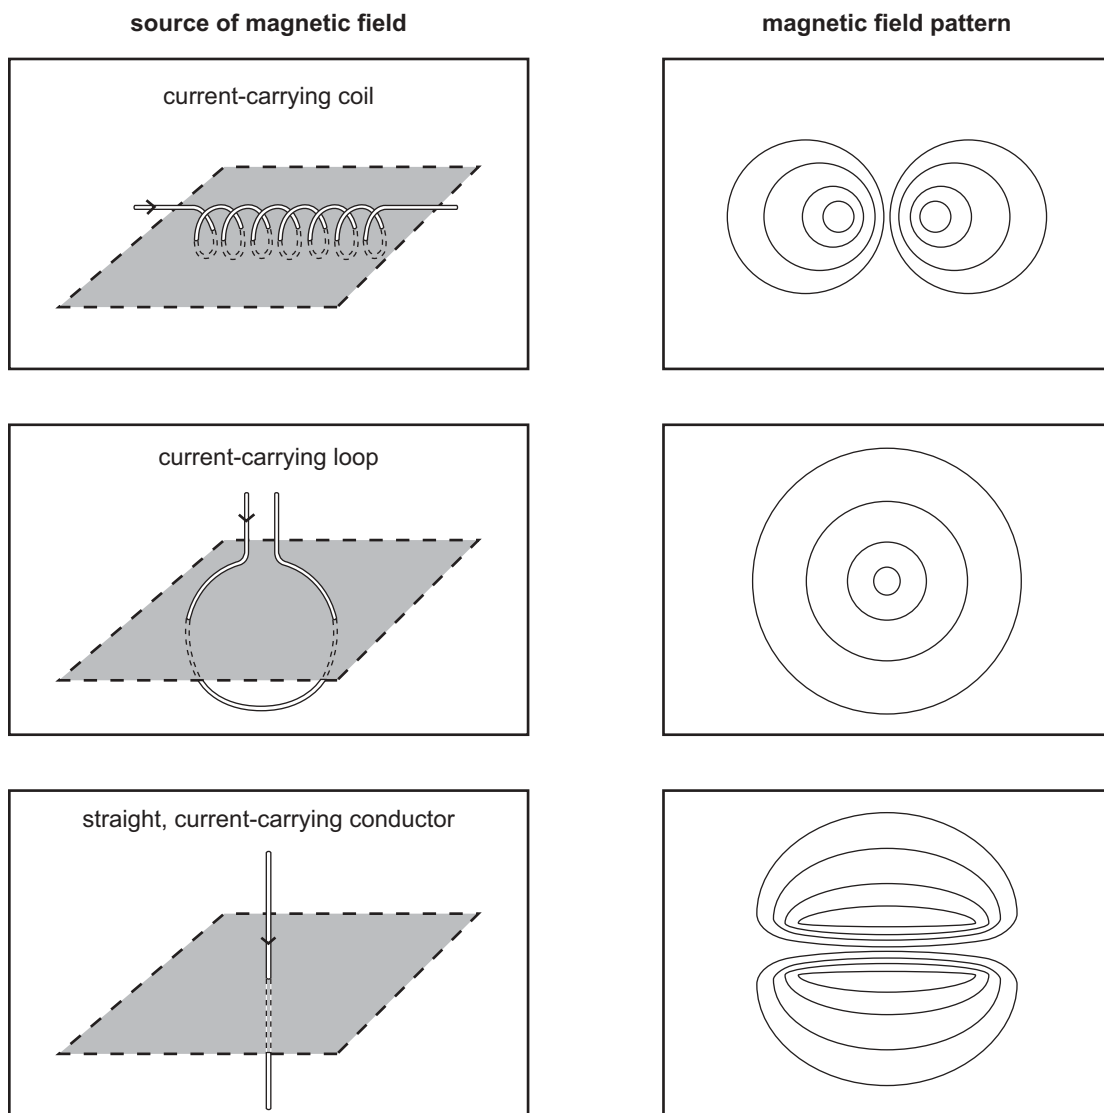 source of magnetic field
magnetic field pattern
current-carrying coil
current-carrying loop
straight, current-carrying conductor